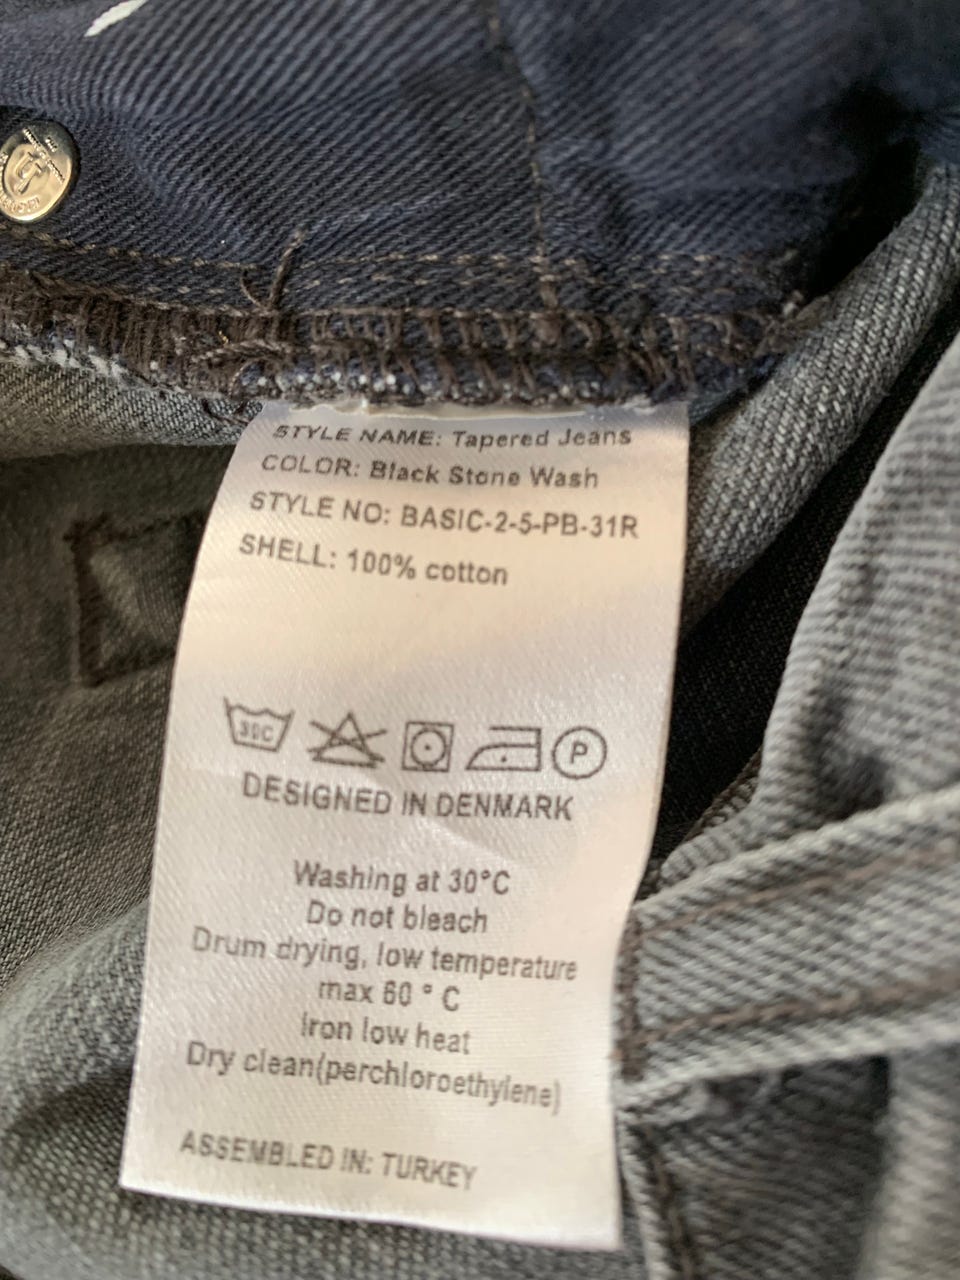 STYLE NAME: Tapered Jeans
COLOR: Black Stone Wash
STYLE NO: BASIC-2-5-PB-31R
SHELL: 100% cotton
30C P
DESIGNED IN DENMARK
Washing at 30°C
Do not bleach
Drum drying, low temperature
max 60 ° C
Iron low heat
Dry clean(perchloroethylene)
ASSEMBLED IN: TURKEY